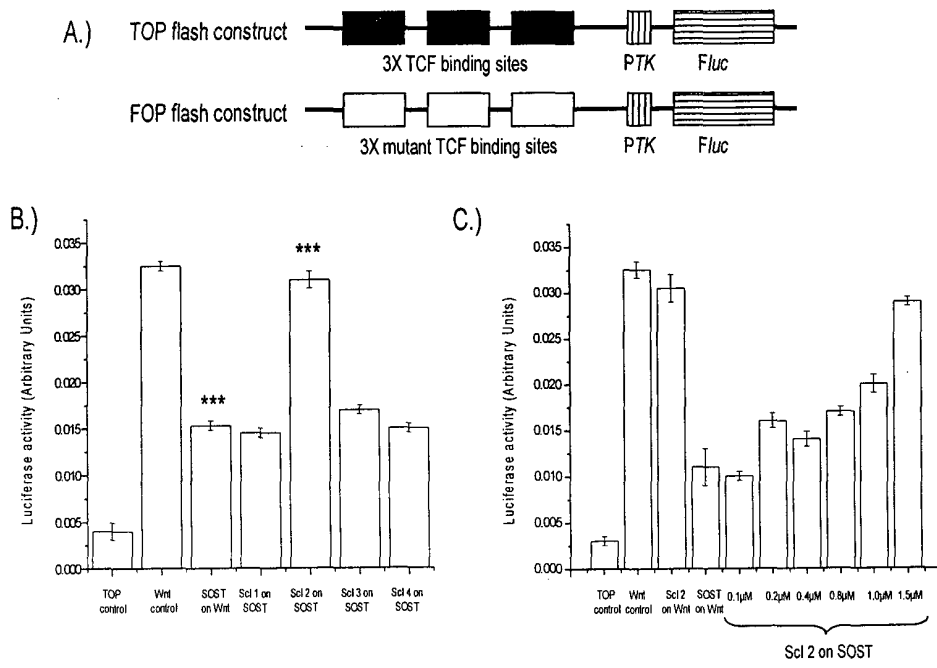 A.)
TOP flash construct
3X TCF binding sites
PTK
Fluc
FOP flash construct
3X mutant TCF binding sites
PTK
Fluc
B.)
Luciferase activity (Arbitrary Units)
0.035
0.030
0.025
0.020
0.015
0.010
0.005
0.000
***
***
TOP control
Wnt control
SOST on Wnt
Scl 1 on SOST
Scl 2 on SOST
Scl 3 on SOST
Scl 4 on SOST
C.)
Luciferase activity (Arbitrary Units)
0.035
0.030
0.025
0.020
0.015
0.010
0.005
0.000
TOP control
Wnt control
Scl 2 on Wnt
SOST on Wnt
0.1µM
0.2µM
0.4µM
0.8µM
1.0µM
1.5µM
Scl 2 on SOST